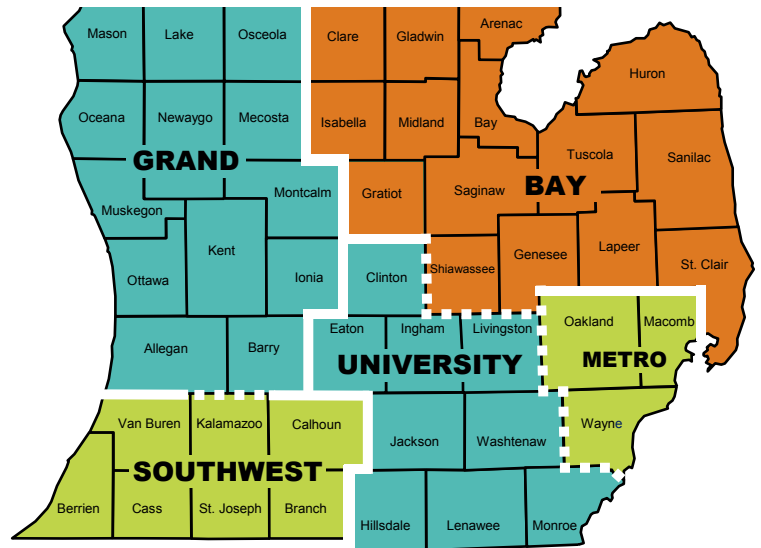 Mason
Lake
Osceola
Clare
Gladwin
Arenac
Huron
Oceana
Newaygo
Mecosta
Isabella
Midland
Bay
GRAND
Tuscola
Sanilac
Montcalm
Gratiot
Saginaw
BAY
Muskegon
Kent
Ottawa
Ionia
Clinton
Shiawassee
Genesee
Lapeer
St. Clair
Allegan
Barry
Eaton
Ingham
Livingston
Oakland
Macomb
UNIVERSITY
METRO
Van Buren
Kalamazoo
Calhoun
Jackson
Washtenaw
Wayne
SOUTHWEST
Berrien
Cass
St. Joseph
Branch
Hillsdale
Lenawee
Monroe